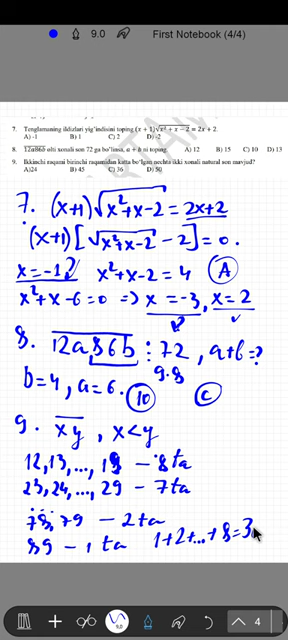 9.0 First Notebook (4/4)
7. Tenglamaning ildizlari yig'indisini toping (x + 1)√x² + x − 2 = 2x + 2.
A) -1 B) 1 C) 2 D) -2
8. 12a865 olti xonali son 72 ga bo'linsa, a + b ni toping. A) 12 B) 15 C) 10 D) 13
9. Ikkinchi raqami birinchi raqamidan katta bo'lgan nechta ikki xonali natural son mavjud?
A)24 B) 45 C) 36 D) 50
7. (x+1)√x²+x-2 = 2x+2
(x+1)[√x²+x-2 - 2] = 0.
x=-1, x²+x-2=4 A
x²+x-6=0 => x=-3, x=2
8. 12a86b : 72, a+b=?
9·8
b=4, a=6. 10 C
9. xy, x<y
12,13,..., 19 - 8 ta
23,24,..., 29 - 7 ta
78, 79 - 2 ta
89 - 1 ta 1+2+...+8=3
4